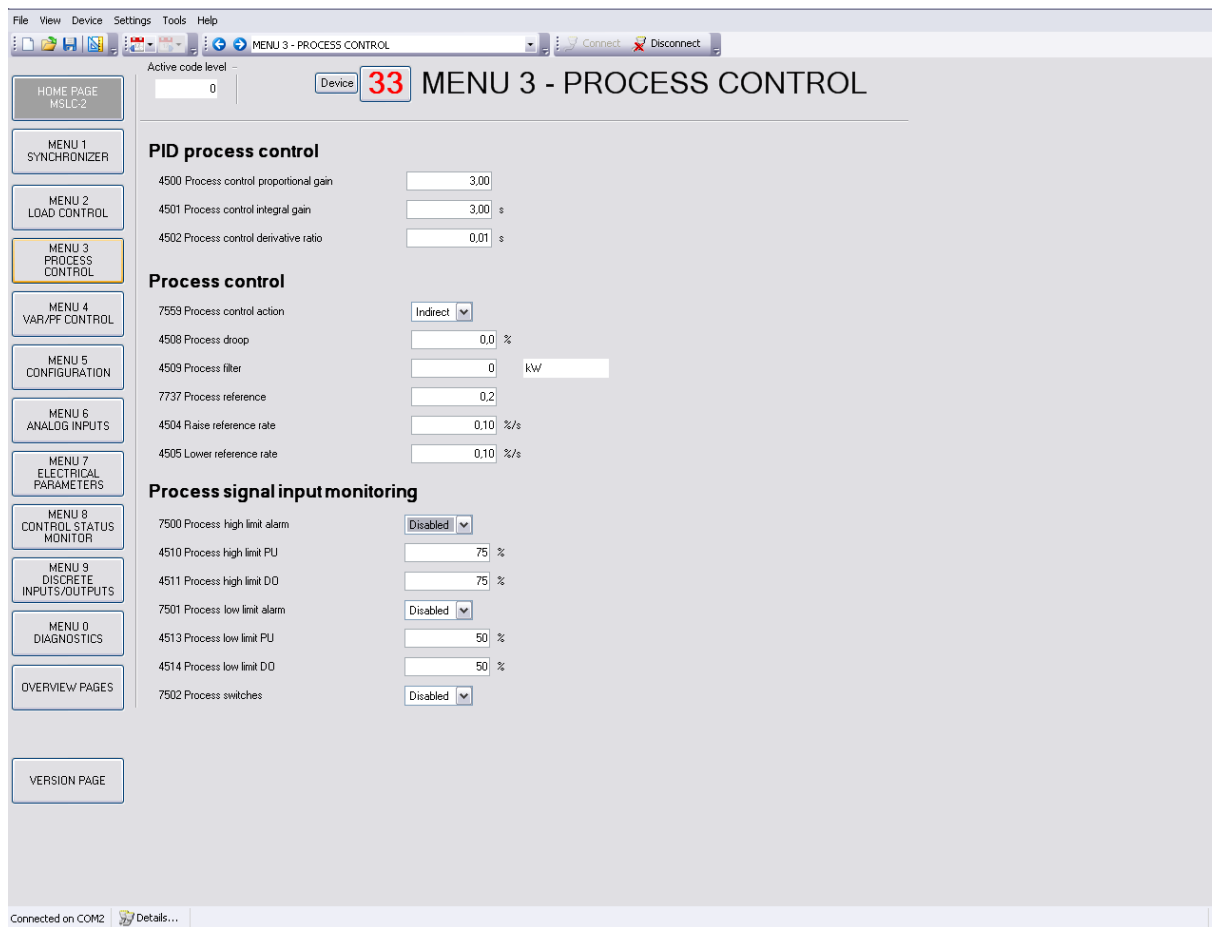 File View Device Settings Tools Help
MENU 3 - PROCESS CONTROL Connect Disconnect
Active code level
0
Device 33 MENU 3 - PROCESS CONTROL
HOME PAGE
MSLC-2
MENU 1
SYNCHRONIZER
MENU 2
LOAD CONTROL
MENU 3
PROCESS
CONTROL
MENU 4
VAR/PF CONTROL
MENU 5
CONFIGURATION
MENU 6
ANALOG INPUTS
MENU 7
ELECTRICAL
PARAMETERS
MENU 8
CONTROL STATUS
MONITOR
MENU 9
DISCRETE
INPUTS/OUTPUTS
MENU 0
DIAGNOSTICS
OVERVIEW PAGES
VERSION PAGE
PID process control
4500 Process control proportional gain 3,00
4501 Process control integral gain 3,00 s
4502 Process control derivative ratio 0,01 s
Process control
7559 Process control action Indirect
4508 Process droop 0,0 %
4509 Process filter 0 kW
7737 Process reference 0,2
4504 Raise reference rate 0,10 %/s
4505 Lower reference rate 0,10 %/s
Process signal input monitoring
7500 Process high limit alarm Disabled
4510 Process high limit PU 75 %
4511 Process high limit DO 75 %
7501 Process low limit alarm Disabled
4513 Process low limit PU 50 %
4514 Process low limit DO 50 %
7502 Process switches Disabled
Connected on COM2 Details...